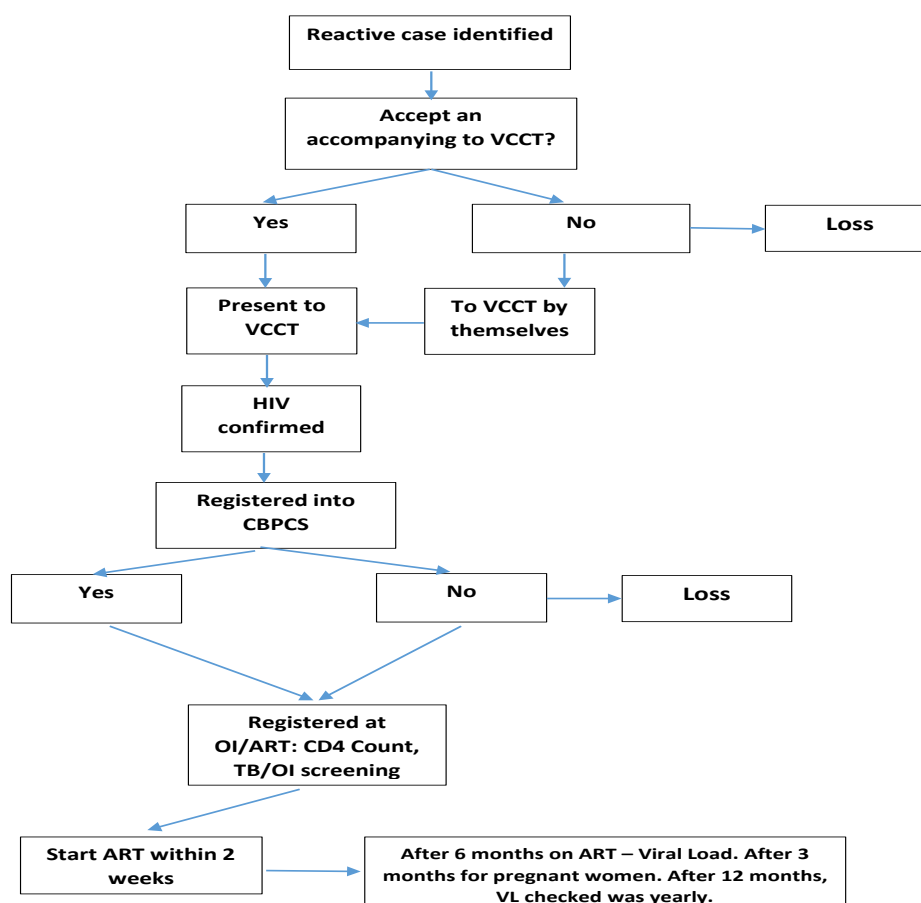 Reactive case identified
Accept an
accompanying to VCCT?
Yes
No
Loss
Present to
VCCT
To VCCT by
themselves
HIV
confirmed
Registered into
CBPCS
Yes
No
Loss
Registered at
OI/ART: CD4 Count,
TB/OI screening
Start ART within 2
weeks
After 6 months on ART – Viral Load. After 3
months for pregnant women. After 12 months,
VL checked was yearly.